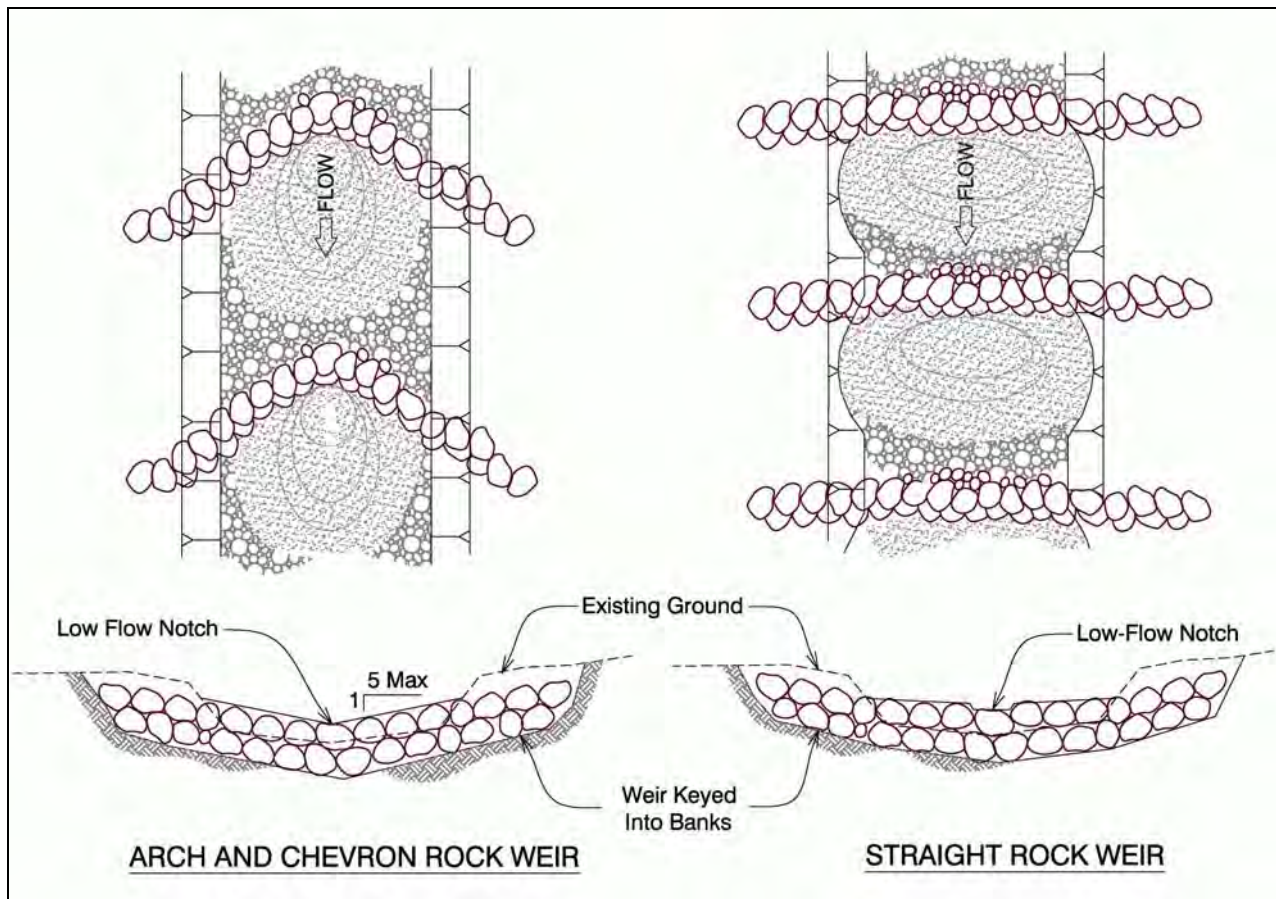 FLOW
FLOW
Existing Ground
Low Flow Notch
Low-Flow Notch
5 Max
1
Weir Keyed
Into Banks
ARCH AND CHEVRON ROCK WEIR
STRAIGHT ROCK WEIR